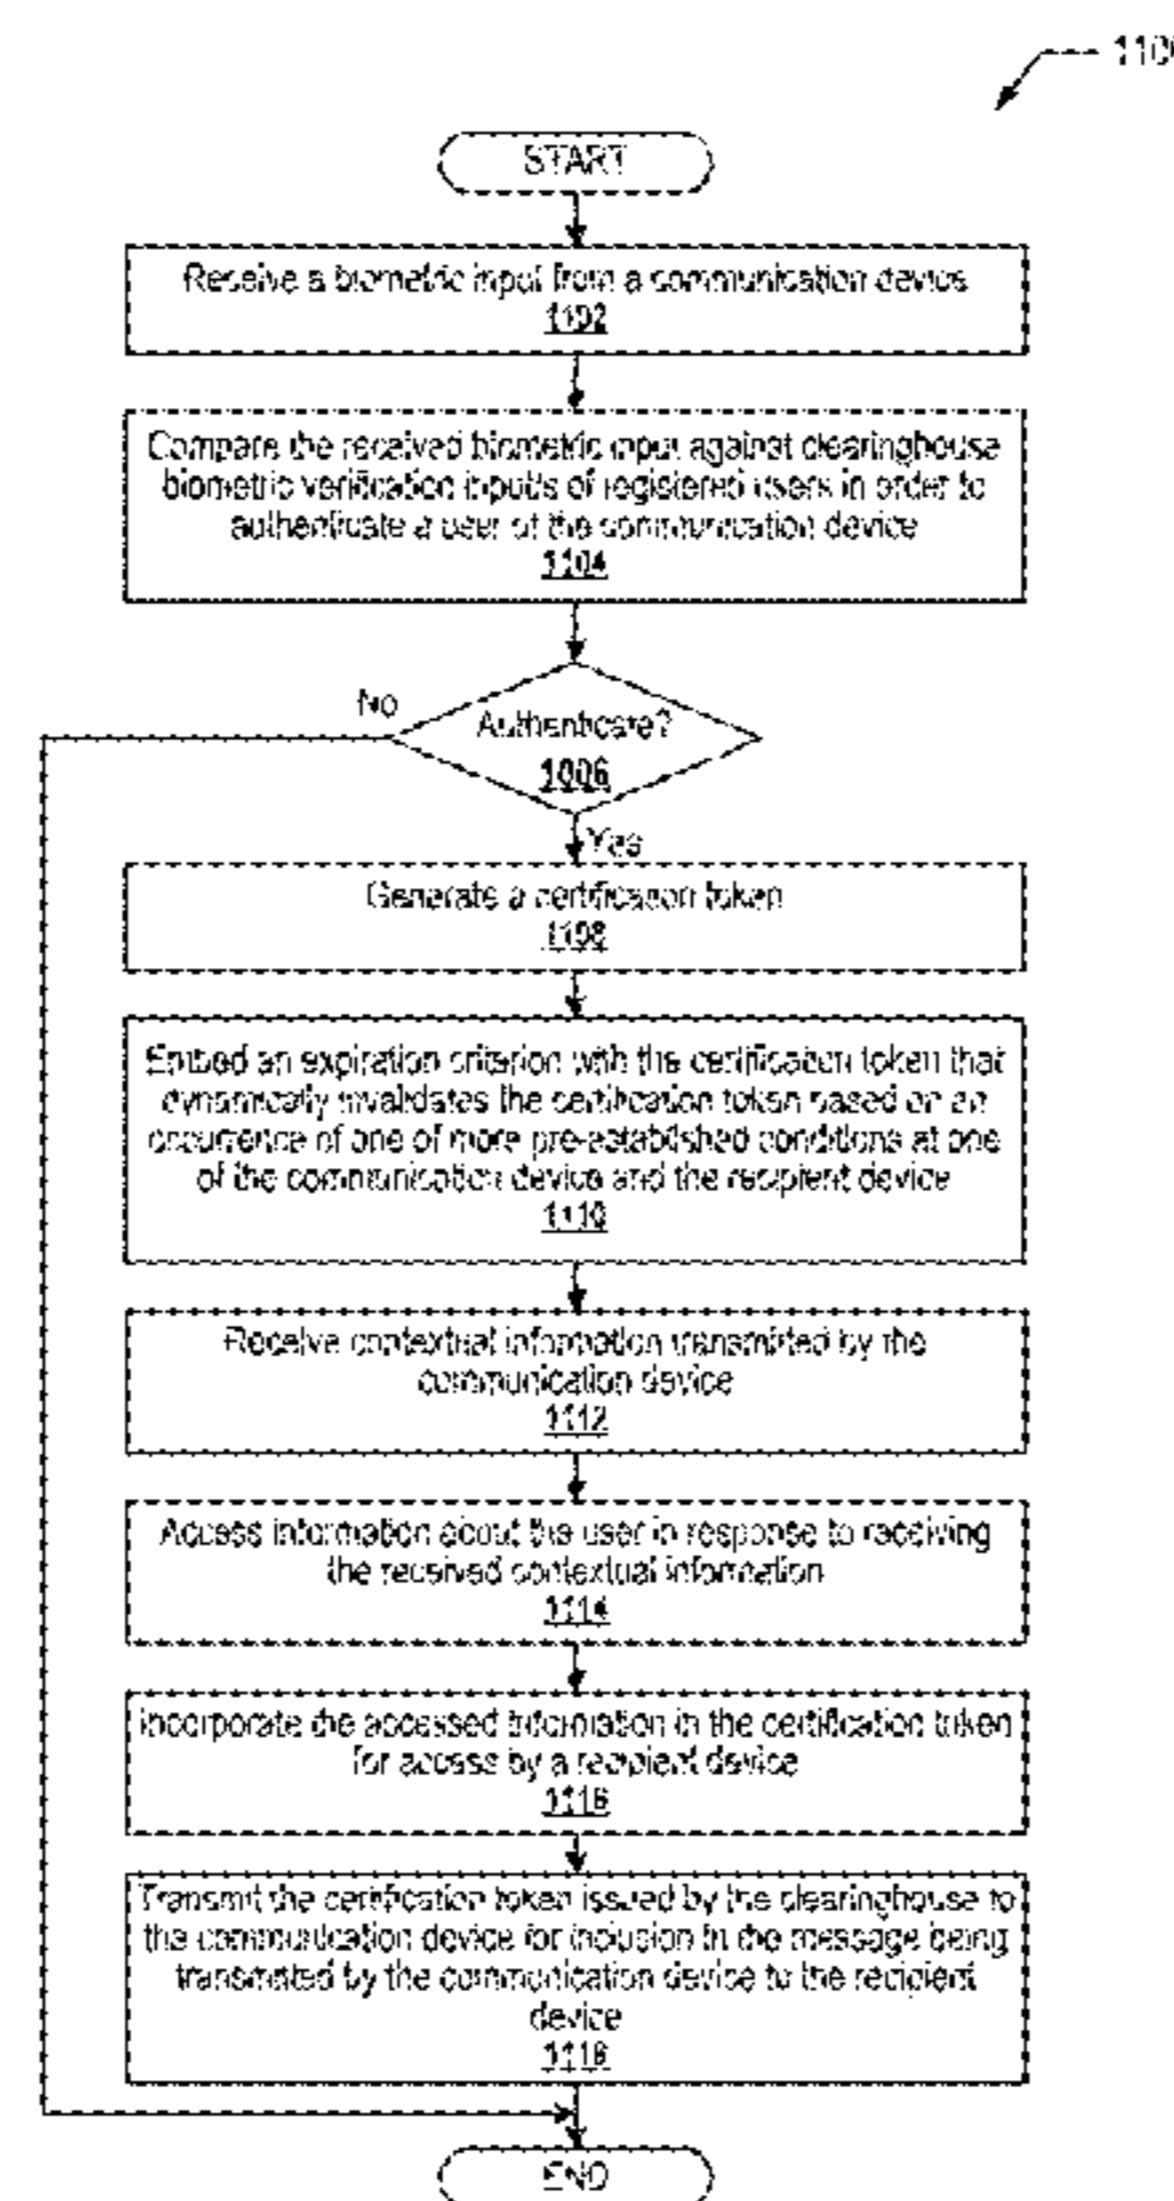 110
START
Receive a biometric input from a communication device
1102
Compare the received biometric input against clearinghouse
biometric verification inputs of registered users in order to
authenticate a user of the communication device
1104
No
Authenticate?
1006
Yes
Generate a certification token
1108
Embed an expiration criterion with the certification token that
dynamically invalidates the certification token based on an
occurrence of one of more pre-established conditions at one
of the communication device and the recipient device
1110
Receive contextual information transmitted by the
communication device
1112
Access information about the user in response to receiving
the received contextual information
1114
Incorporate the accessed information in the certification token
for access by a recipient device
1116
Transmit the certification token issued by the clearinghouse to
the communication device for inclusion in the message being
transmitted by the communication device to the recipient
device
1118
END